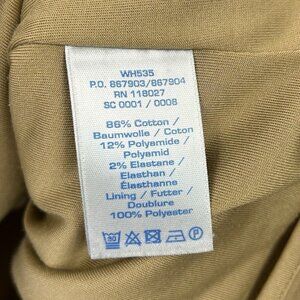 WH535
P.O. 867903/867904
RN 118027
SC 0001 / 0008
86% Cotton /
Baumwolle / Coton
12% Polyamide /
Polyamid
2% Elastane /
Elasthan /
Élasthanne
Lining / Futter /
Doublure
100% Polyester
30
P